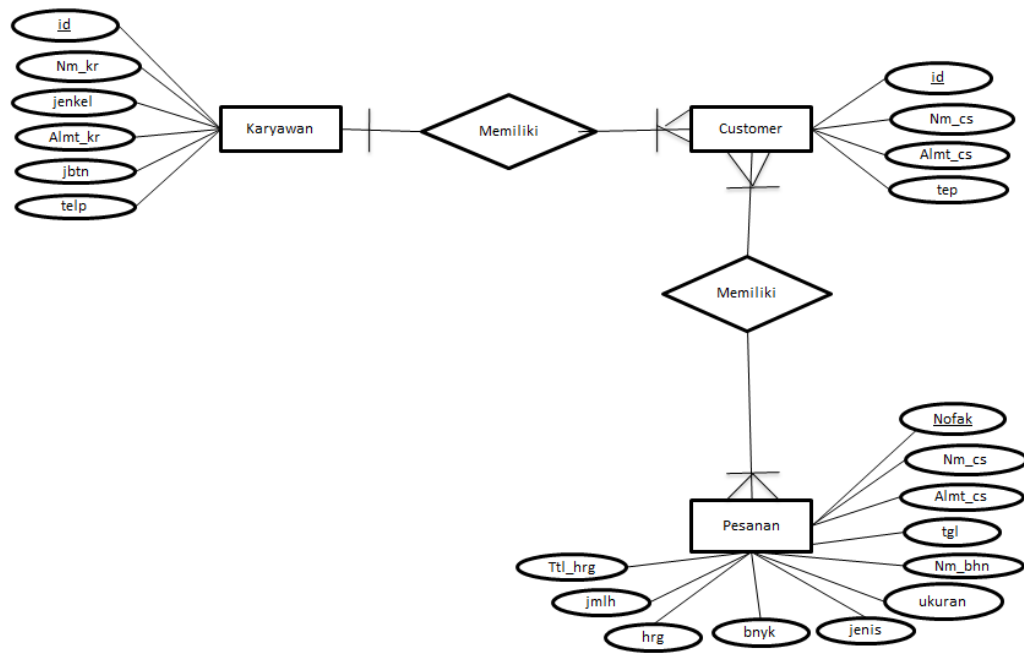 id
Nm_kr
jenkel
Almt_kr
jbtn
telp
Karyawan
Memiliki
Customer
id
Nm_cs
Almt_cs
tep
Memiliki
Pesanan
Nofak
Nm_cs
Almt_cs
tgl
Nm_bhn
ukuran
jenis
bnyk
hrg
jmlh
Ttl_hrg